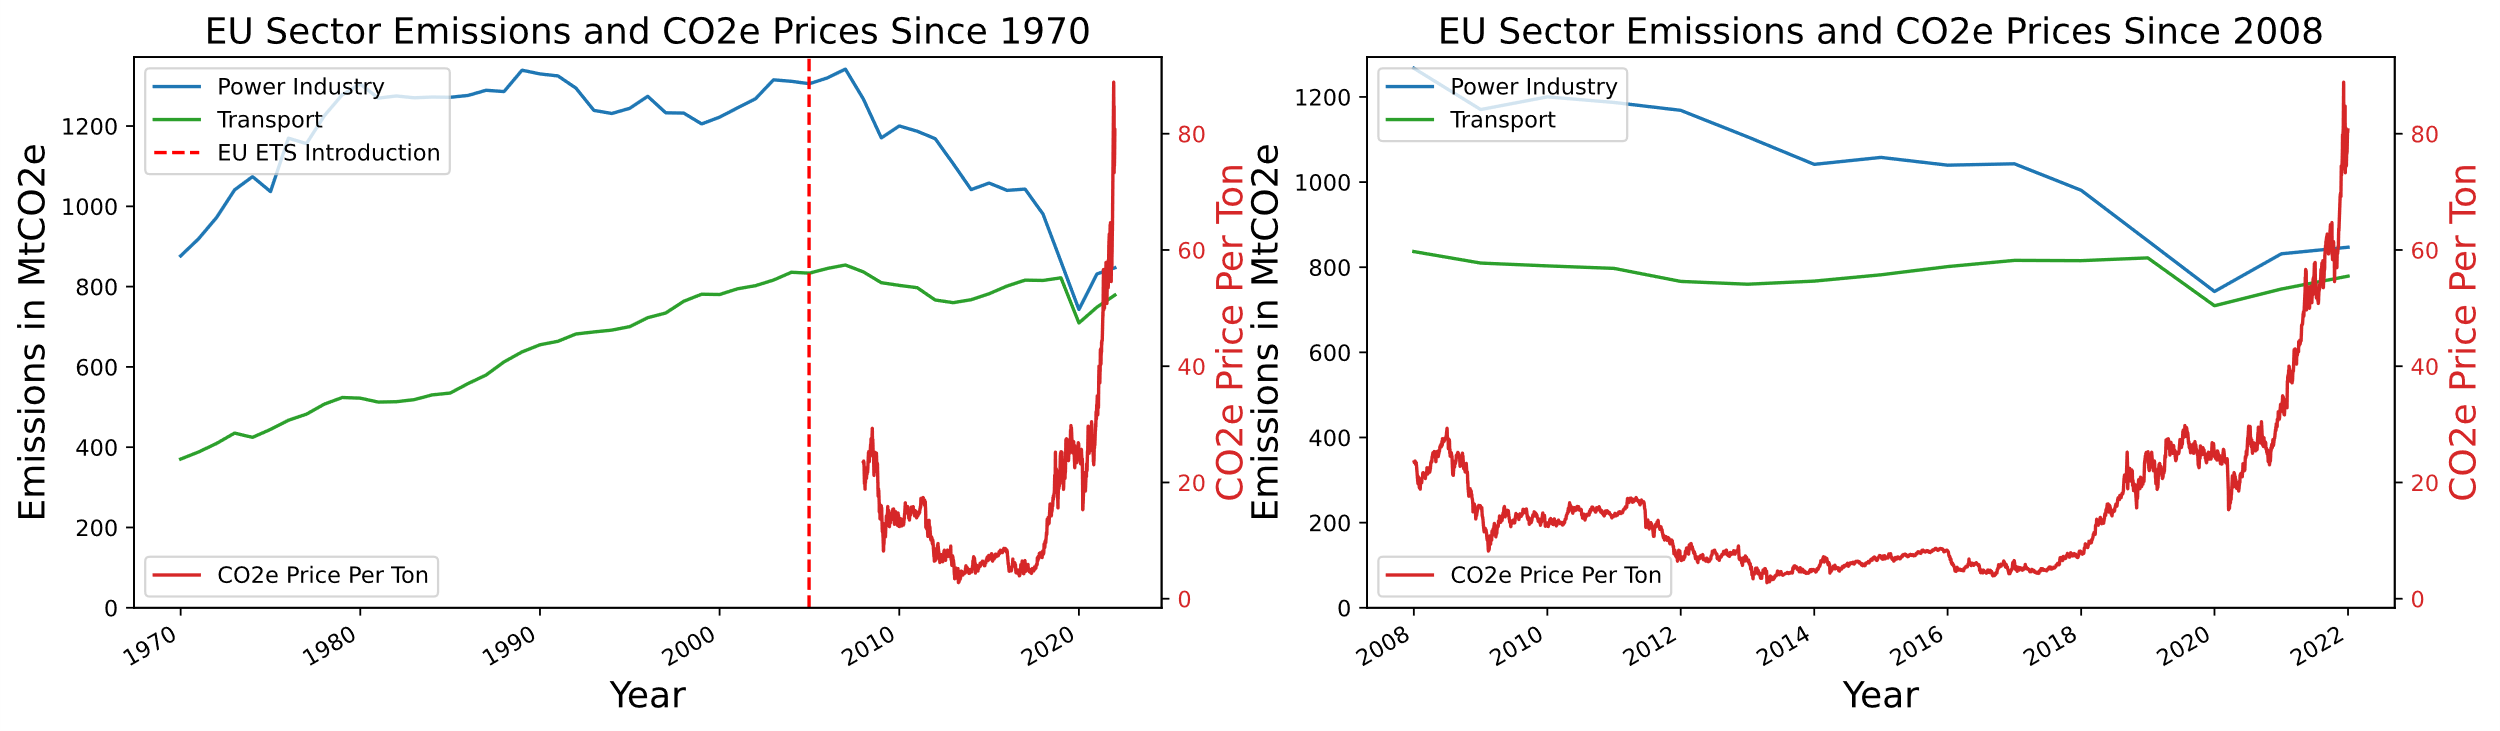 EU Sector Emissions and CO2e Prices Since 1970
Power Industry
Transport
EU ETS Introduction
CO2e Price Per Ton
Emissions in MtCO2e
1200
1000
800
600
400
200
0
80
60
40
20
0
CO2e Price Per Ton
1970
1980
1990
2000
2010
2020
Year
EU Sector Emissions and CO2e Prices Since 2008
Power Industry
Transport
CO2e Price Per Ton
Emissions in MtCO2e
1200
1000
800
600
400
200
0
80
60
40
20
0
CO2e Price Per Ton
2008
2010
2012
2014
2016
2018
2020
2022
Year